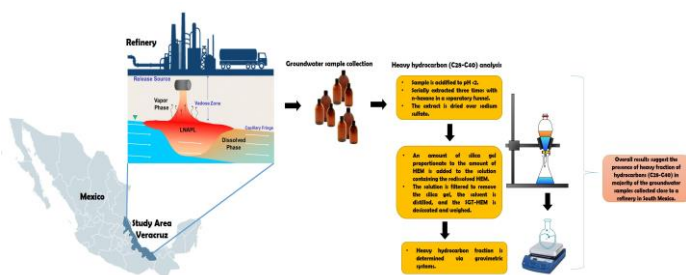 Refinery
Release Source
Vapor
Phase
Vadose Zone
Capillary Fringe
LNAPL
Dissolved
Phase
Mexico
Study Area
Veracruz
Groundwater sample collection
Heavy hydrocarbon (C28-C40) analysis
• Sample is acidified to pH <2.
• Serially extracted three times with
n-hexane in a separatory funnel.
• The extract is dried over sodium
sulfate.
• An amount of silica gel
proportionate to the amount of
HEM is added to the solution
containing the redissolved HEM.
• The solution is filtered to remove
the silica gel, the solvent is
distilled, and the SGT-HEM is
desicated and weighed.
• Heavy hydrocarbon fraction is
determined via gravimetric
systems.
Overall results suggest the
presence of heavy fraction of
hydrocarbons (C28-C40) in
majority of the groundwater
samples collected close to a
refinery in South Mexico.